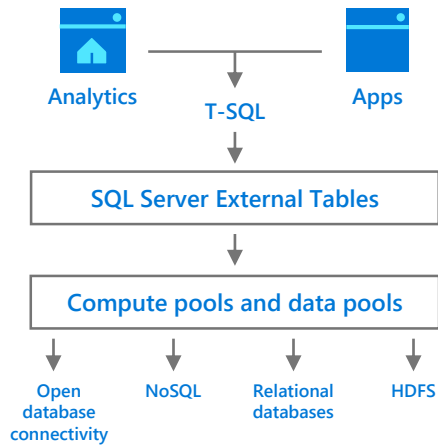 Analytics
Apps
T-SQL
SQL Server External Tables
Compute pools and data pools
Open
database
connectivity
NoSQL
Relational
databases
HDFS